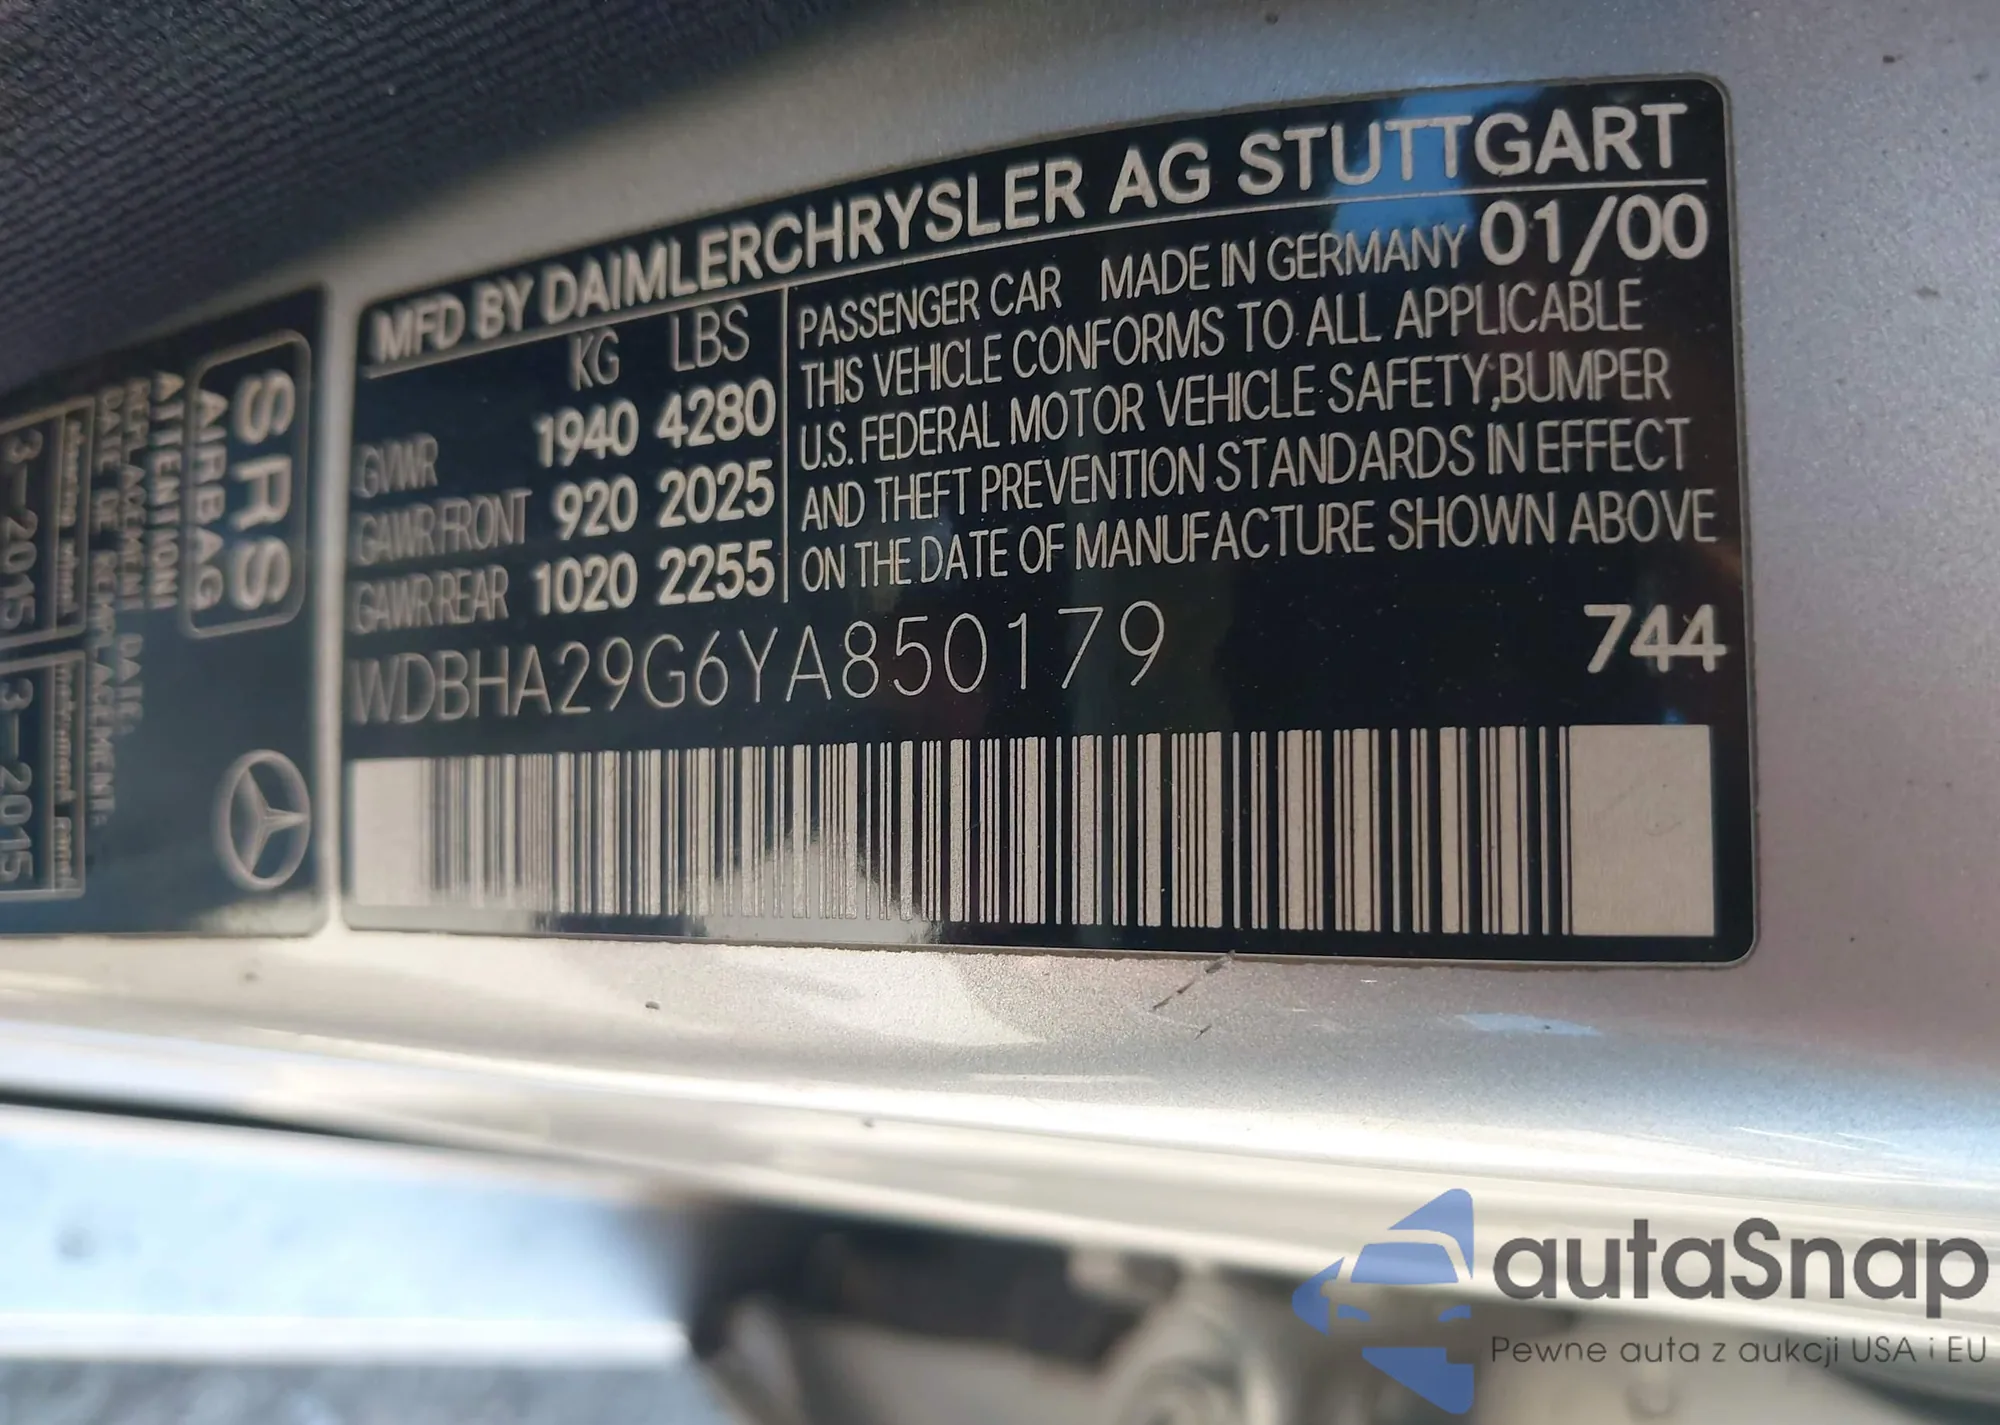 MFD BY DAIMLERCHRYSLER AG STUTTGART
KG LBS
GVWR 1940 4280
GAWR FRONT 920 2025
GAWR REAR 1020 2255
PASSENGER CAR MADE IN GERMANY 01/00
THIS VEHICLE CONFORMS TO ALL APPLICABLE
U.S. FEDERAL MOTOR VEHICLE SAFETY,BUMPER
AND THEFT PREVENTION STANDARDS IN EFFECT
ON THE DATE OF MANUFACTURE SHOWN ABOVE
WDBHA29G6YA850179
744
SRS
AIRBAG
ATTENTION
REPLACEMENT DATE:
DATE DE REMPLACEMENT:
3-2015
3-2015
autaSnap
Pewne auta z aukcji USA i EU